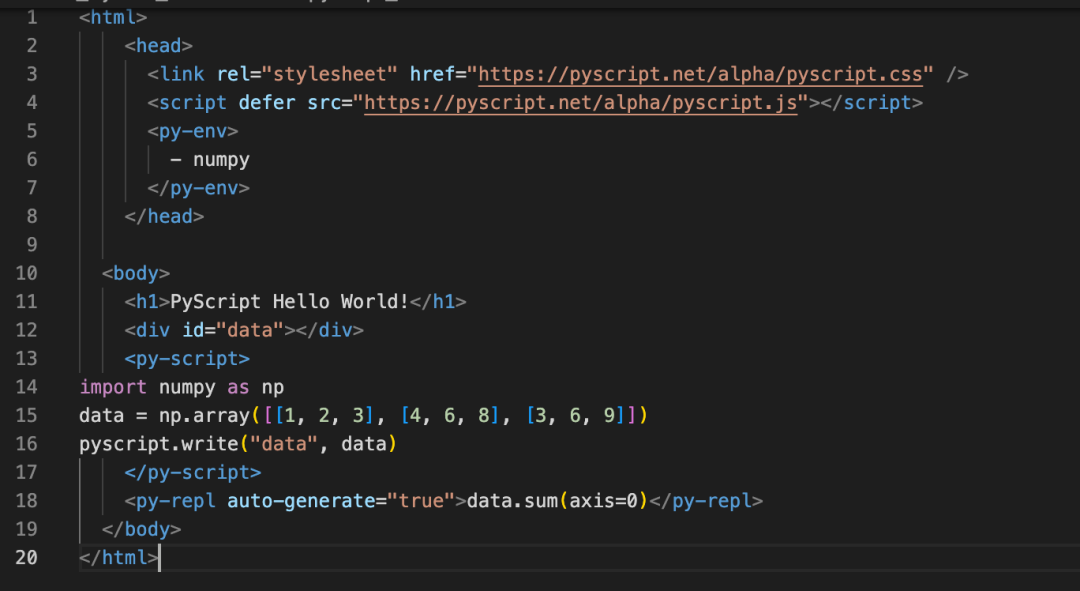 1 <html>
2 <head>
3 <link rel="stylesheet" href="https://pyscript.net/alpha/pyscript.css" />
4 <script defer src="https://pyscript.net/alpha/pyscript.js"></script>
5 <py-env>
6 - numpy
7 </py-env>
8 </head>
9
10 <body>
11 <h1>PyScript Hello World!</h1>
12 <div id="data"></div>
13 <py-script>
14 import numpy as np
15 data = np.array([[1, 2, 3], [4, 6, 8], [3, 6, 9]])
16 pyscript.write("data", data)
17 </py-script>
18 <py-repl auto-generate="true">data.sum(axis=0)</py-repl>
19 </body>
20 </html>